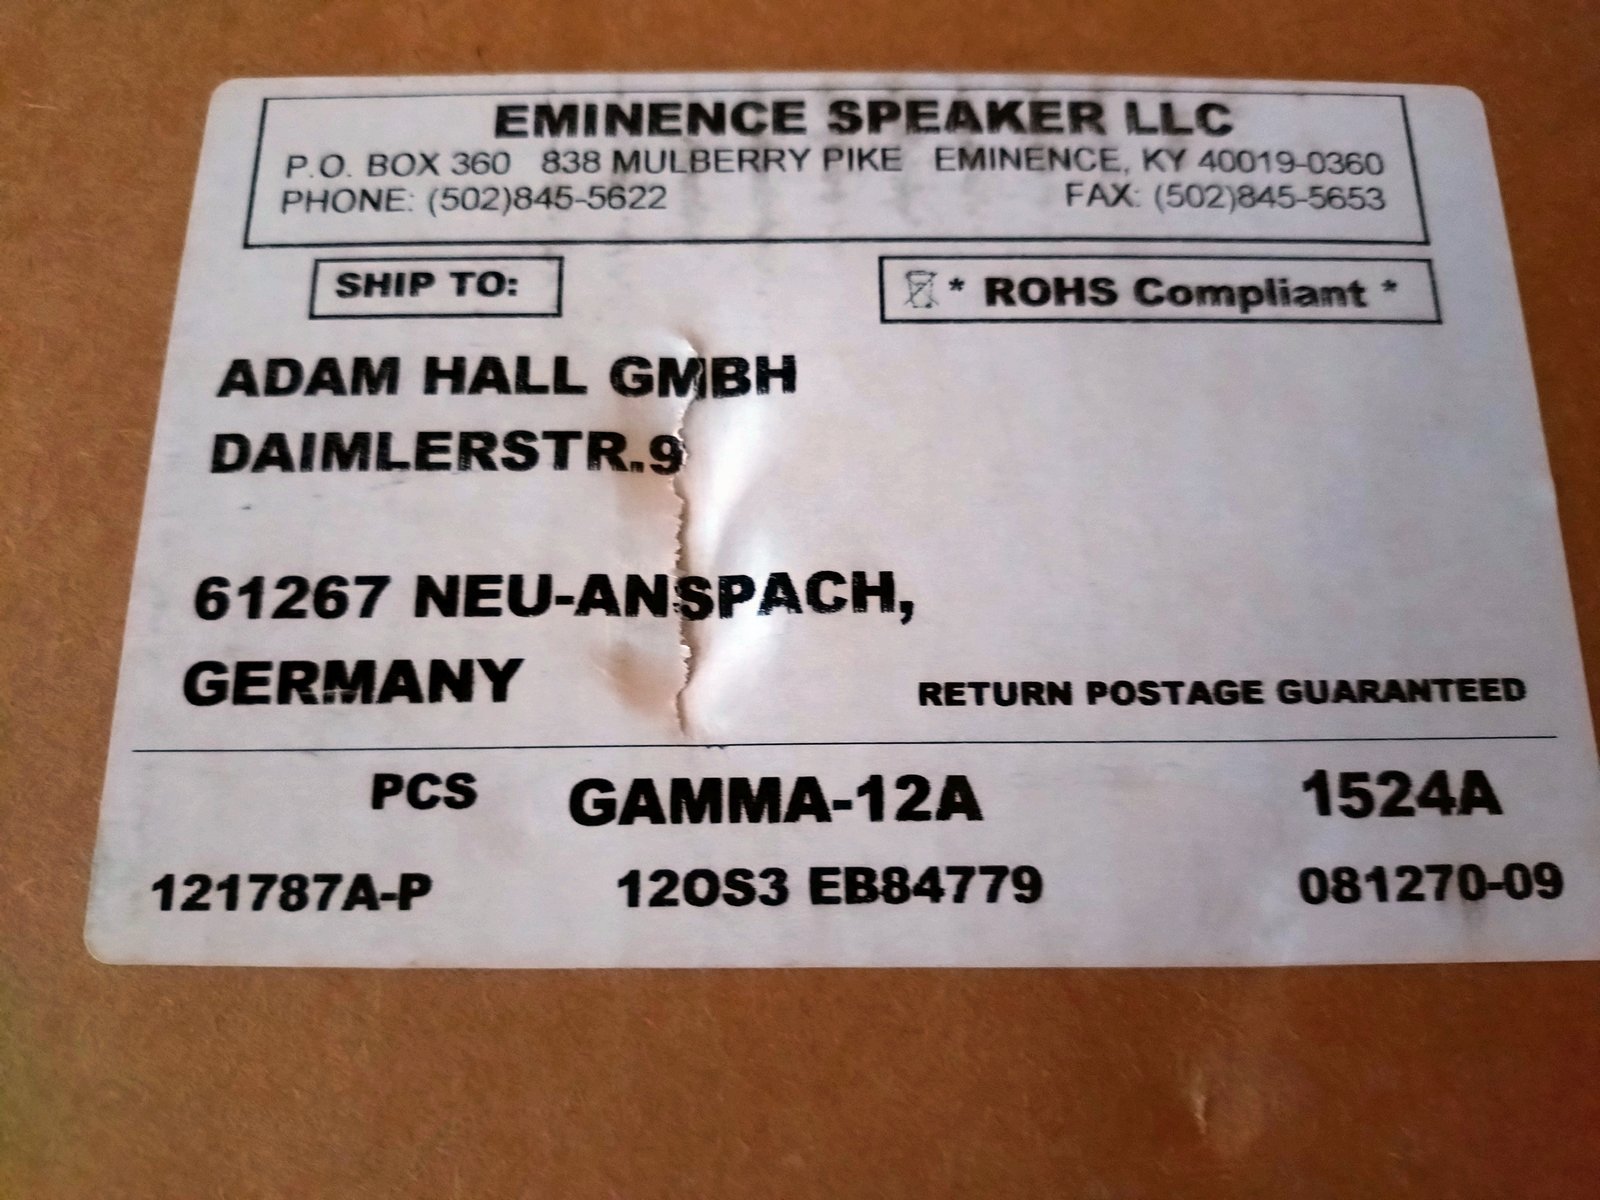 EMINENCE SPEAKER LLC
P.O. BOX 360 838 MULBERRY PIKE EMINENCE, KY 40019-0360
PHONE: (502)845-5622 FAX: (502)845-5653
SHIP TO:
* ROHS Compliant *
ADAM HALL GMBH
DAIMLERSTR.9
61267 NEU-ANSPACH,
GERMANY
RETURN POSTAGE GUARANTEED
PCS GAMMA-12A 1524A
121787A-P 12OS3 EB84779 081270-09